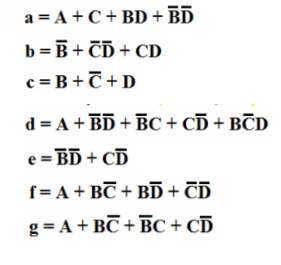 a = A + C + BD + B̅D̅
b = B̅ + C̅D̅ + CD
c = B + C̅ + D
d = A + B̅D̅ + B̅C + CD̅ + BC̅D
e = B̅D̅ + CD̅
f = A + BC̅ + BD̅ + C̅D̅
g = A + BC̅ + B̅C + CD̅